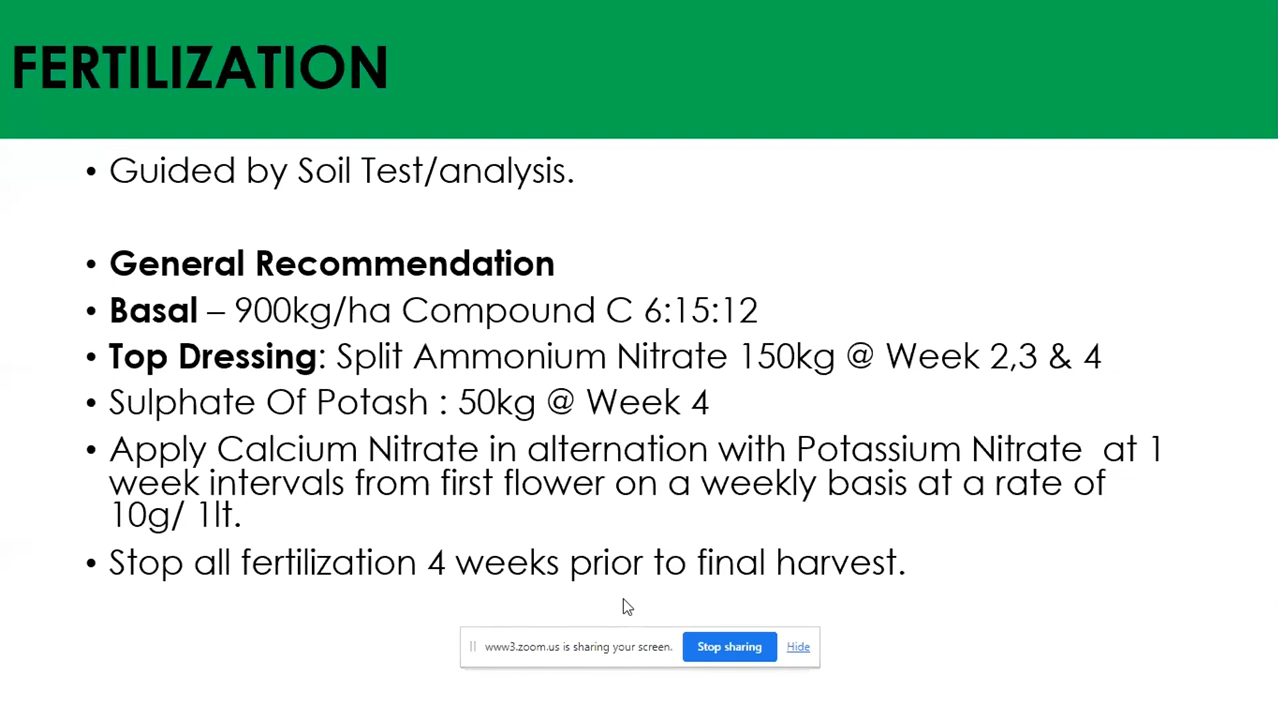 FERTILIZATION
• Guided by Soil Test/analysis.
• General Recommendation
• Basal – 900kg/ha Compound C 6:15:12
• Top Dressing: Split Ammonium Nitrate 150kg @ Week 2,3 & 4
• Sulphate Of Potash : 50kg @ Week 4
• Apply Calcium Nitrate in alternation with Potassium Nitrate at 1
week intervals from first flower on a weekly basis at a rate of
10g/ 1lt.
• Stop all fertilization 4 weeks prior to final harvest.
www3.zoom.us is sharing your screen. Stop sharing Hide